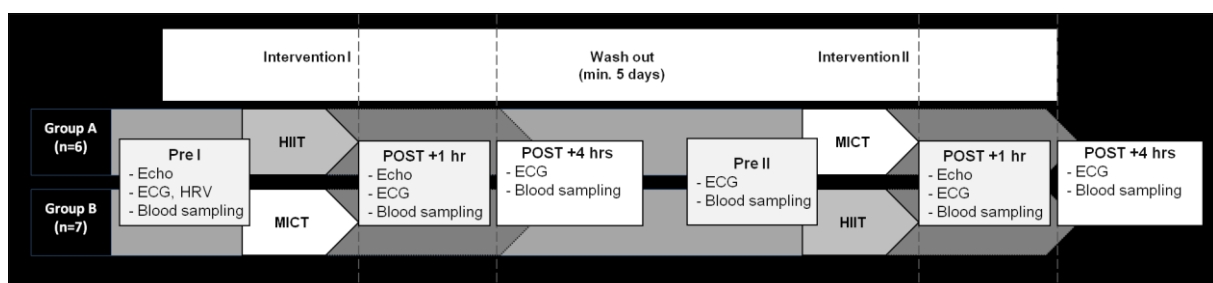 Intervention I
Wash out
(min. 5 days)
Intervention II
Group A
(n=6)
HIIT
MICT
Pre I
- Echo
- ECG, HRV
- Blood sampling
POST +1 hr
- Echo
- ECG
- Blood sampling
POST +4 hrs
- ECG
- Blood sampling
Pre II
- ECG
- Blood sampling
POST +1 hr
- Echo
- ECG
- Blood sampling
POST +4 hrs
- ECG
- Blood sampling
Group B
(n=7)
MICT
HIIT